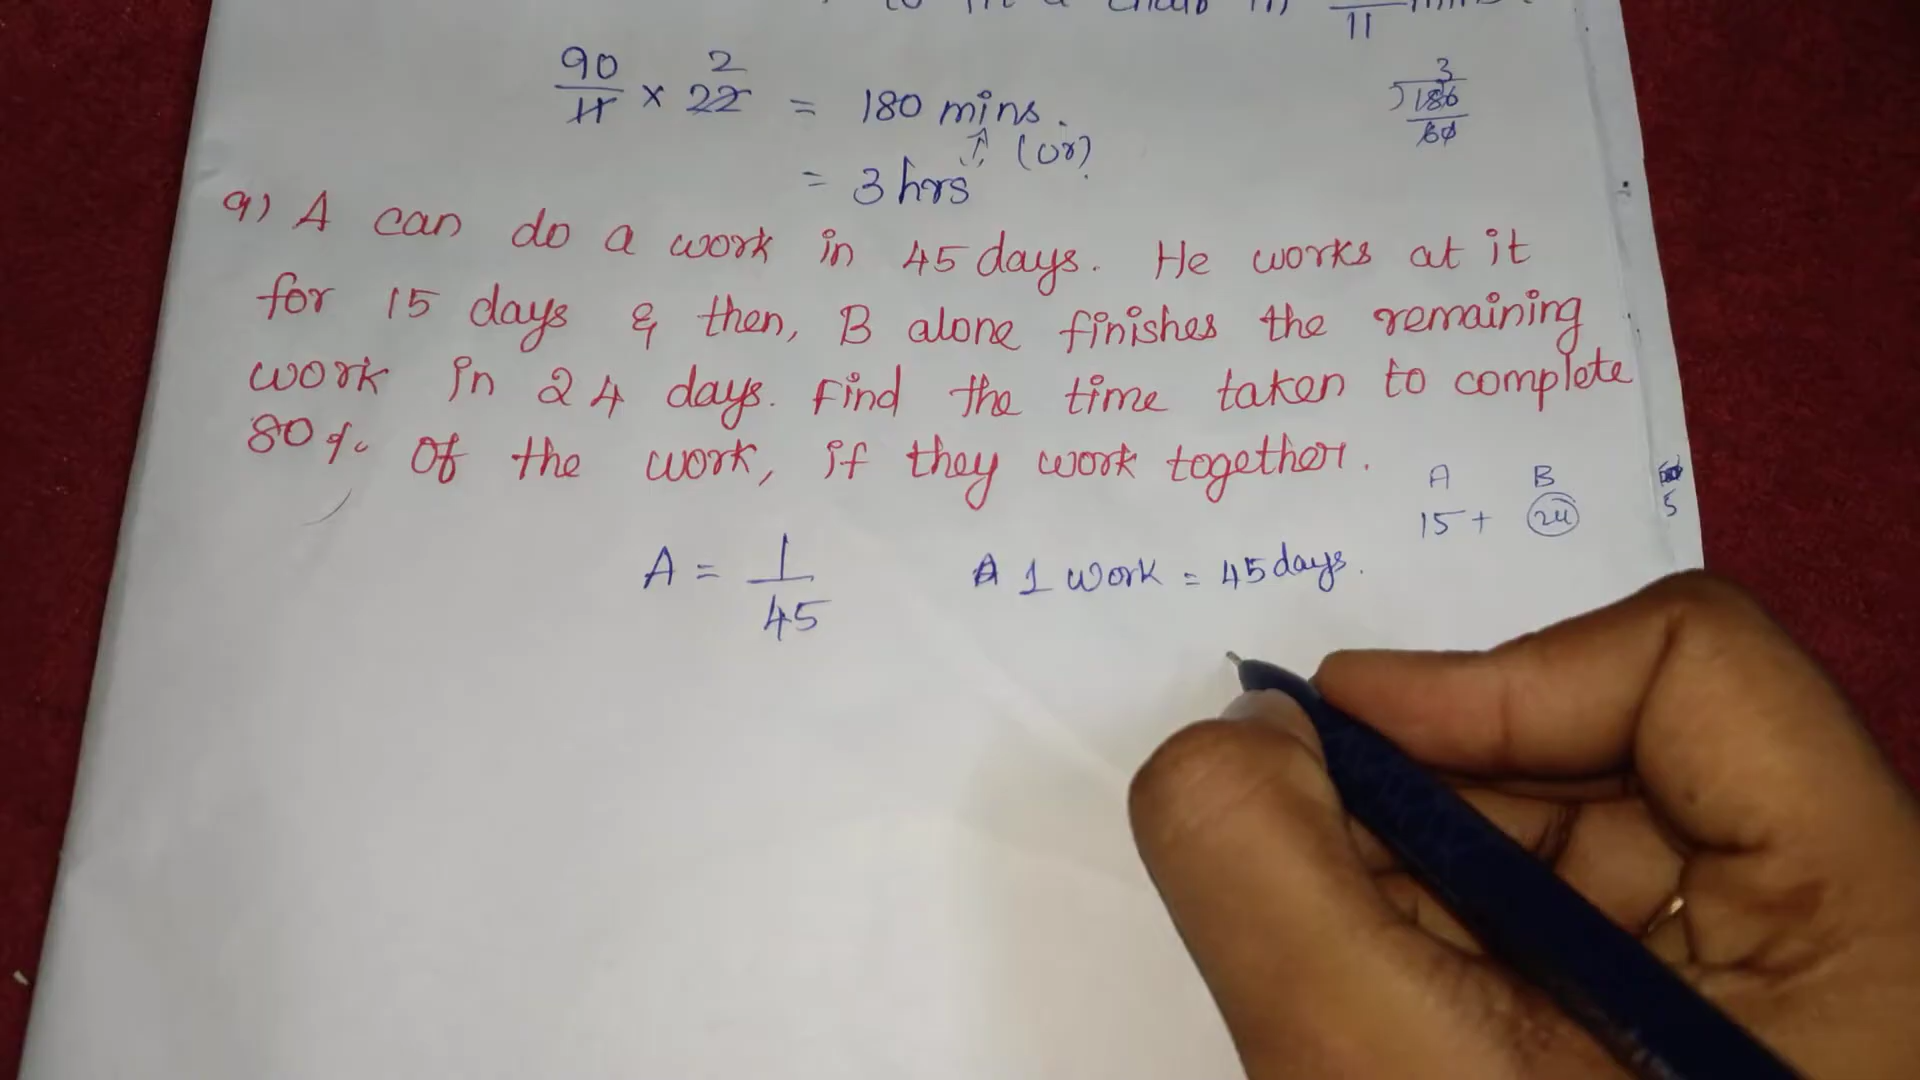 11
90/11 × 22 2 = 180 mins.
(or)
= 3 hrs
3
180
60
9) A can do a work in 45 days. He works at it
for 15 days & then, B alone finishes the remaining
work in 24 days. Find the time taken to complete
80% of the work, if they work together.
A B
15 + 24
5
A = 1/45
A 1 work = 45 days.